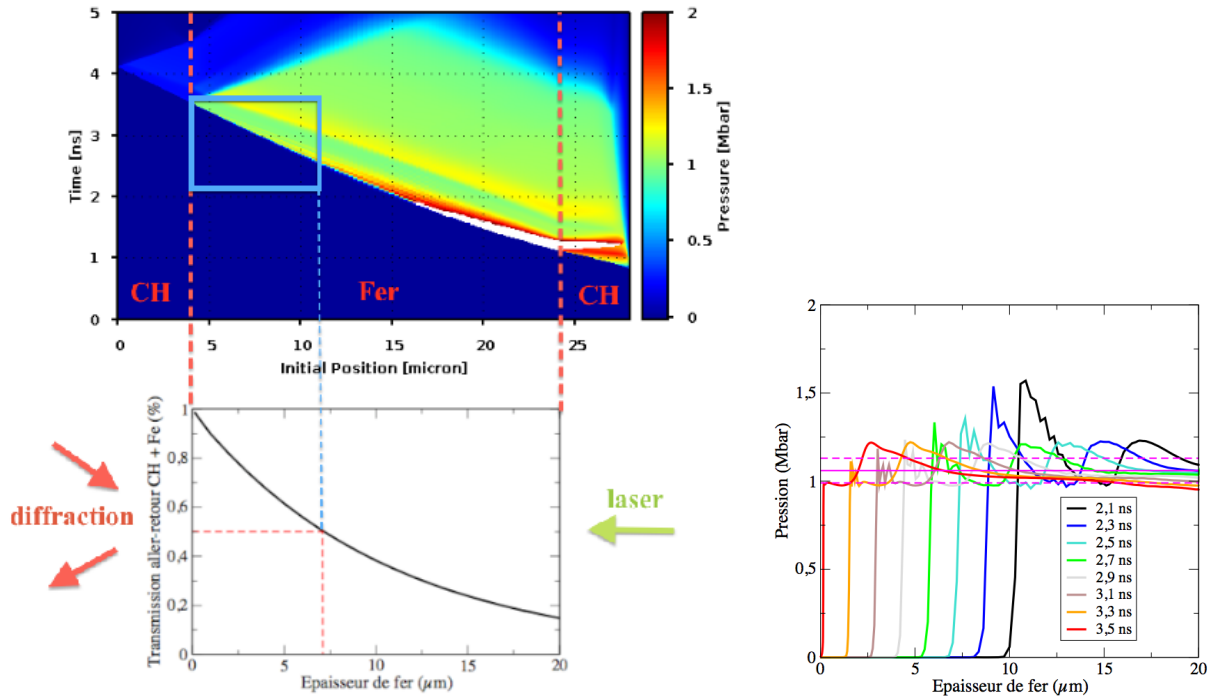 5
4
3
2
1
0
Time [ns]
CH
Fer
CH
0
5
10
15
20
25
Initial Position [micron]
2
1.5
1
0.5
0
Pressure [Mbar]
diffraction
laser
1
0,8
0,6
0,4
0,2
0
Transmission aller-retour CH + Fe (%)
0
5
10
15
20
Epaisseur de fer (μm)
2
1,5
1
0,5
0
Pression (Mbar)
2,1 ns
2,3 ns
2,5 ns
2,7 ns
2,9 ns
3,1 ns
3,3 ns
3,5 ns
0
5
10
15
20
Epaisseur de fer (μm)